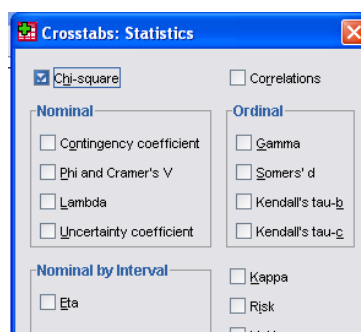 Crosstabs: Statistics
Chi-square
Correlations
Nominal
Contingency coefficient
Phi and Cramer's V
Lambda
Uncertainty coefficient
Ordinal
Gamma
Somers' d
Kendall's tau-b
Kendall's tau-c
Nominal by Interval
Eta
Kappa
Risk